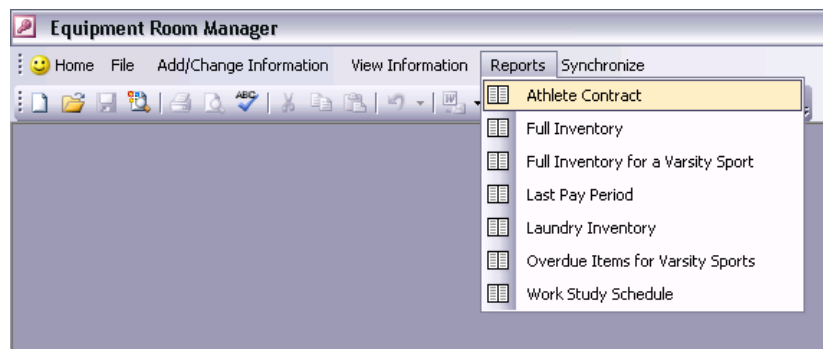 Equipment Room Manager
Home File Add/Change Information View Information Reports Synchronize
ABC
W
Athlete Contract
Full Inventory
Full Inventory for a Varsity Sport
Last Pay Period
Laundry Inventory
Overdue Items for Varsity Sports
Work Study Schedule